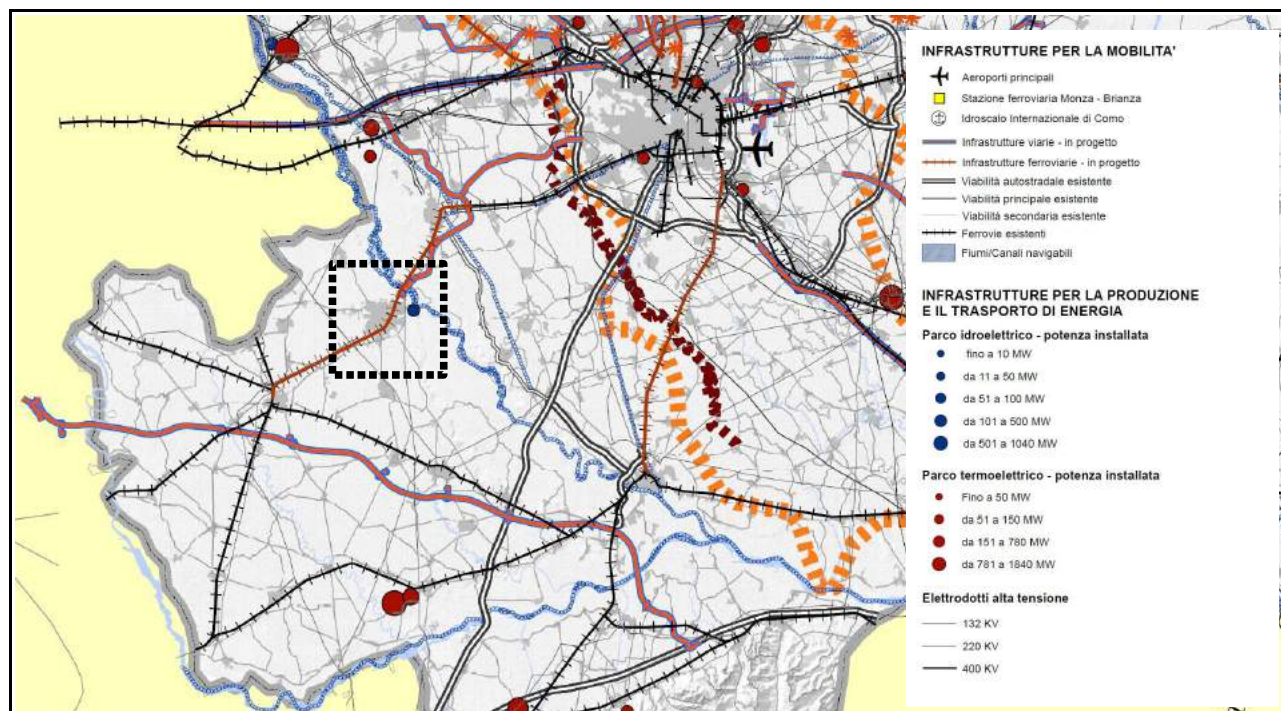 INFRASTRUTTURE PER LA MOBILITA'
Aeroporti principali
Stazione ferroviaria Monza - Brianza
Idroscalo Internazionale di Como
Infrastrutture viarie - in progetto
Infrastrutture ferroviarie - in progetto
Viabilità autostradale esistente
Viabilità principale esistente
Viabilità secondaria esistente
Ferrovie esistenti
Fiumi/Canali navigabili
INFRASTRUTTURE PER LA PRODUZIONE
E IL TRASPORTO DI ENERGIA
Parco idroelettrico - potenza installata
fino a 10 MW
da 11 a 50 MW
da 51 a 100 MW
da 101 a 500 MW
da 501 a 1040 MW
Parco termoelettrico - potenza installata
Fino a 50 MW
da 51 a 150 MW
da 151 a 780 MW
da 781 a 1840 MW
Elettrodotti alta tensione
132 KV
220 KV
400 KV